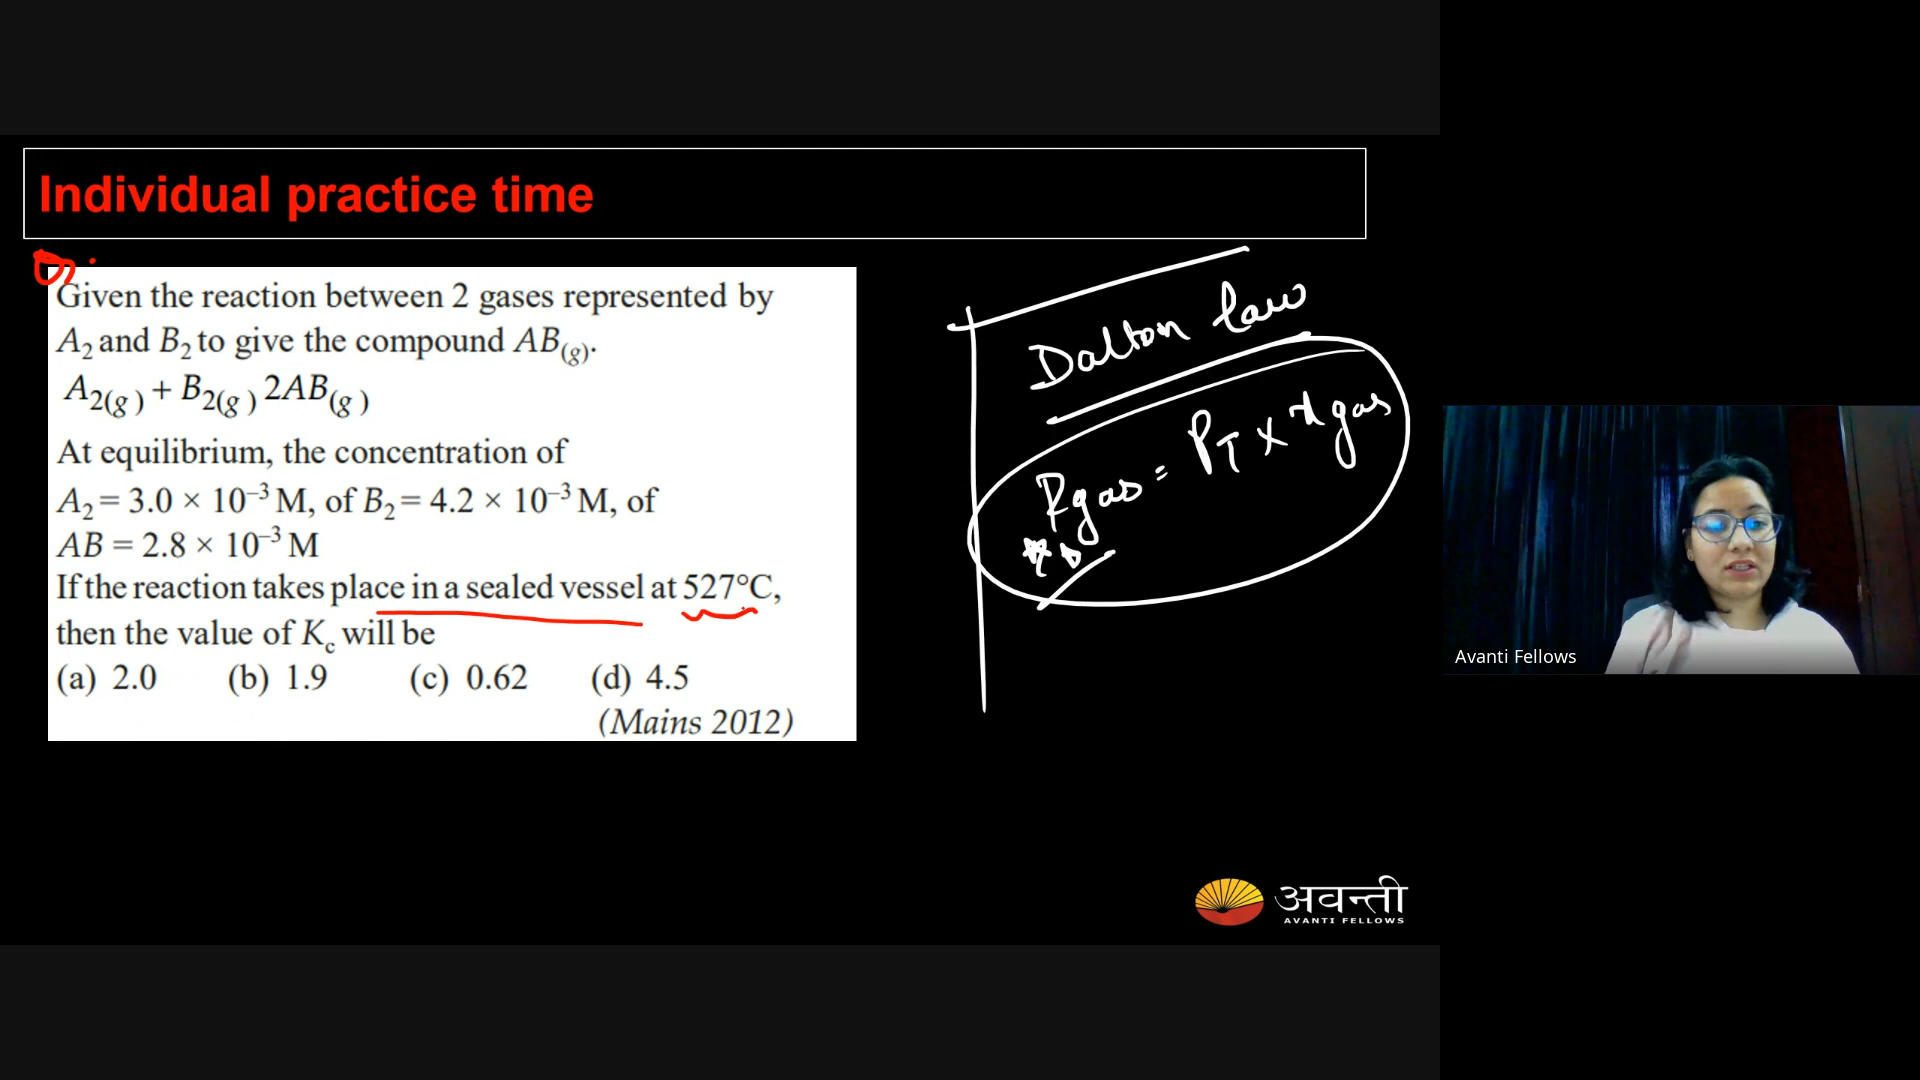 Individual practice time
Q.
Given the reaction between 2 gases represented by
A₂ and B₂ to give the compound AB(g).
A₂(g) + B₂(g) 2AB(g)
At equilibrium, the concentration of
A₂ = 3.0 × 10⁻³ M, of B₂ = 4.2 × 10⁻³ M, of
AB = 2.8 × 10⁻³ M
If the reaction takes place in a sealed vessel at 527°C,
then the value of Kc will be
(a) 2.0 (b) 1.9 (c) 0.62 (d) 4.5
(Mains 2012)
Dalton law
Pgas = PT × xgas
Avanti Fellows
अवन्ती
AVANTI FELLOWS